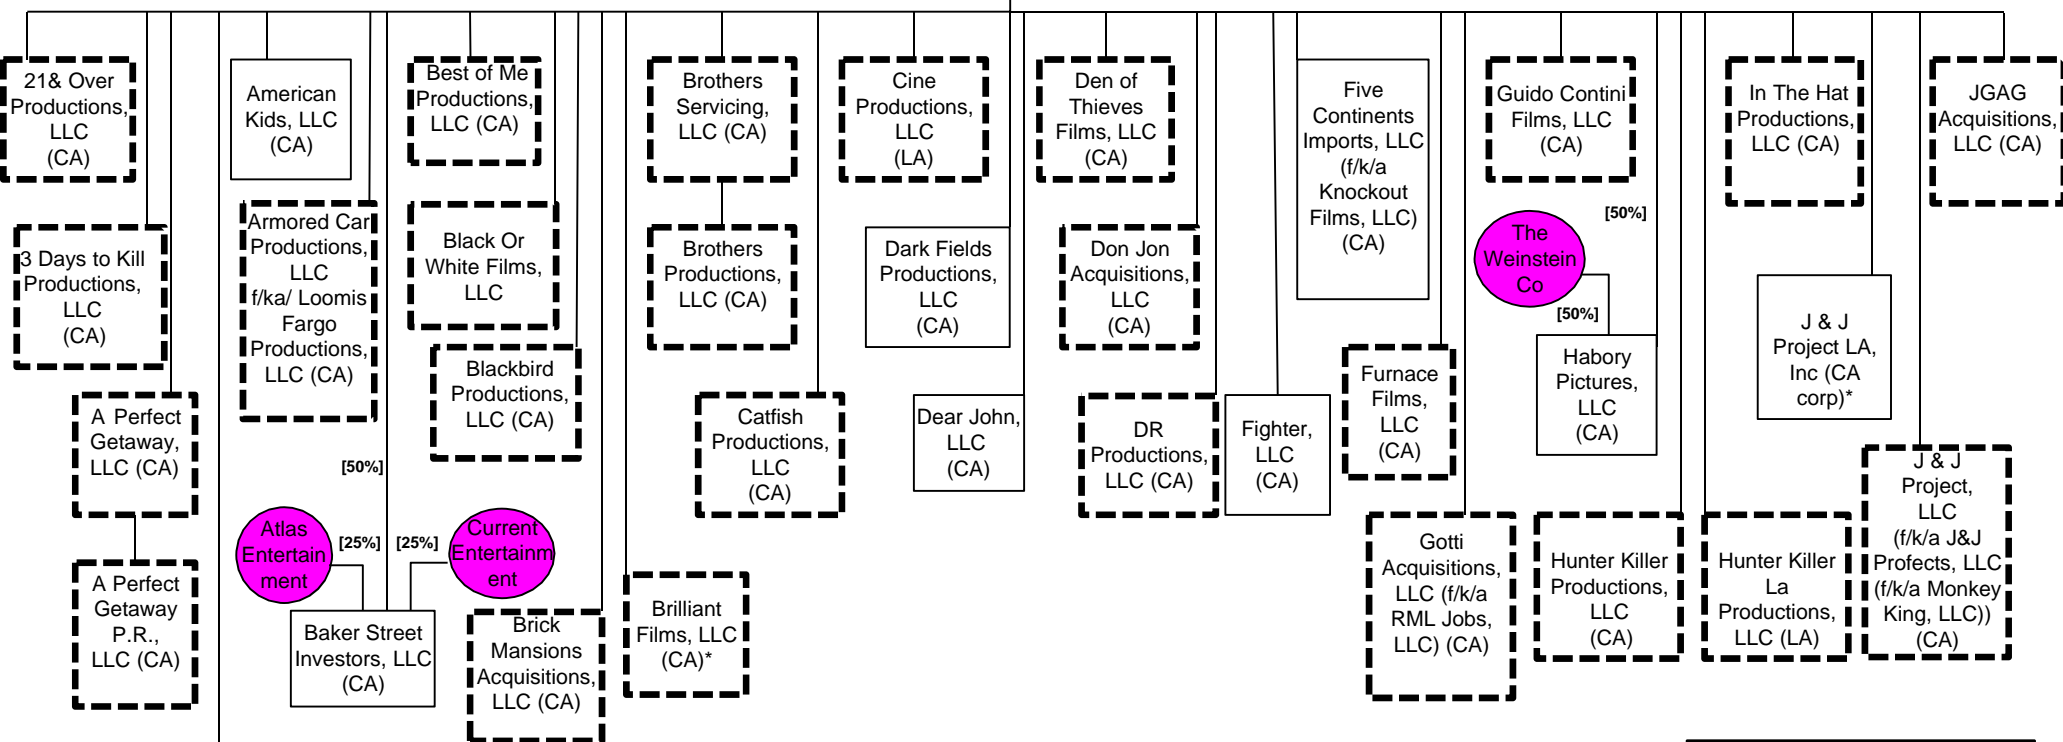 21& Over
Productions,
LLC
(CA)
American
Kids, LLC
(CA)
Best of Me
Productions,
LLC (CA)
Brothers
Servicing,
LLC (CA)
Cine
Productions,
LLC
(LA)
Den of
Thieves
Films, LLC
(CA)
Five
Continents
Imports, LLC
(f/k/a
Knockout
Films, LLC)
(CA)
Guido Contini
Films, LLC
(CA)
In The Hat
Productions,
LLC (CA)
JGAG
Acquisitions,
LLC (CA)
3 Days to Kill
Productions,
LLC
(CA)
Armored Car
Productions,
LLC
f/ka/ Loomis
Fargo
Productions,
LLC (CA)
Black Or
White Films,
LLC
Brothers
Productions,
LLC (CA)
Dark Fields
Productions,
LLC
(CA)
Don Jon
Acquisitions,
LLC
(CA)
The
Weinstein
Co
[50%]
[50%]
Habory
Pictures,
LLC
(CA)
J & J
Project LA,
Inc (CA
corp)*
Blackbird
Productions,
LLC (CA)
Furnace
Films,
LLC
(CA)
A Perfect
Getaway,
LLC (CA)
Catfish
Productions,
LLC
(CA)
Dear John,
LLC
(CA)
DR
Productions,
LLC (CA)
Fighter,
LLC
(CA)
J & J
Project,
LLC
(f/k/a J&J
Profects, LLC
(f/k/a Monkey
King, LLC))
(CA)
[50%]
Atlas
Entertain
ment
[25%]
[25%]
Current
Entertainm
ent
Gotti
Acquisitions,
LLC (f/k/a
RML Jobs,
LLC) (CA)
Hunter Killer
Productions,
LLC
(CA)
Hunter Killer
La
Productions,
LLC (LA)
A Perfect
Getaway
P.R.,
LLC (CA)
Baker Street
Investors, LLC
(CA)
Brick
Mansions
Acquisitions,
LLC (CA)
Brilliant
Films, LLC
(CA)*